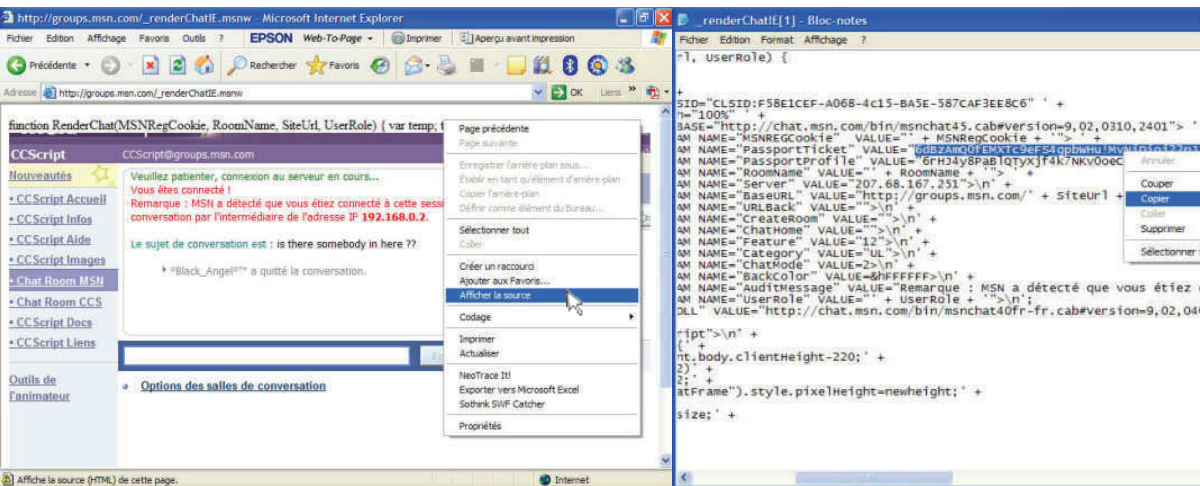 http://groups.msn.com/_renderChatIE.msnw - Microsoft Internet Explorer
Fichier Edition Affichage Favoris Outils ? EPSON Web-To-Page Imprimer Aperçu avant impression
Précédente Rechercher Favoris
Adresse http://groups.msn.com/_renderChatIE.msnw OK Liens »
function RenderChat(MSNRegCookie, RoomName, SiteUrl, UserRole) { var temp;
CCScript CCScript@groups.msn.com
Nouveautés
• CCScript Accueil
• CCScript Infos
• CCScript Aide
• CCScript Images
• Chat Room MSN
• Chat Room CCS
• CCScript Docs
• CCScript Liens
Outils de
l'animateur
Veuillez patienter, connexion au serveur en cours...
Vous êtes connecté !
Remarque : MSN a détecté que vous étiez connecté à cette sessi
conversation par l'intermédiaire de l'adresse IP 192.168.0.2.
Le sujet de conversation est : is there somebody in here ??
ºBlack_Angelº™ a quitté la conversation.
Options des salles de conversation
Page précédente
Page suivante
Enregistrer l'arrière-plan sous...
Établir en tant qu'élément d'arrière-plan
Copier l'arrière-plan
Définir comme élément du Bureau...
Sélectionner tout
Coller
Créer un raccourci
Ajouter aux Favoris...
Afficher la source
Codage
Imprimer
Actualiser
NeoTrace It!
Exporter vers Microsoft Excel
Sothink SWF Catcher
Propriétés
Affiche la source (HTML) de cette page. Internet
_renderChatIE[1] - Bloc-notes
Fichier Edition Format Affichage ?
rl, UserRole) {
+
SID="CLSID:F58E1CEF-A068-4c15-BA5E-587CAF3EE8C6" ' +
h="100%" ' +
BASE="http://chat.msn.com/bin/msnchat45.cab#Version=9,02,0310,2401"> '
AM NAME="MSNREGCookie" VALUE="' + MSNRegCookie + '"> ' +
AM NAME="PassportTicket" VALUE="
AM NAME="PassportProfile" VALUE="
AM NAME="RoomName" VALUE="' + RoomName + '"> ' +
AM NAME="Server" VALUE="207.68.167.251">\n' +
AM NAME="BaseURL" VALUE="http://groups.msn.com/' + SiteUrl +
AM NAME="URLBack" VALUE="">\n' +
AM NAME="CreateRoom" VALUE="">\n' +
AM NAME="ChatHome" VALUE="">\n' +
AM NAME="Feature" VALUE="12">\n' +
AM NAME="Category" VALUE="UL">\n' +
AM NAME="ChatMode" VALUE=2>\n' +
AM NAME="BackColor" VALUE=&hFFFFFF>\n' +
AM NAME="AuditMessage" VALUE="Remarque : MSN a détecté que vous étiez
AM NAME="UserRole" VALUE="' + UserRole + '">\n';
OLL" VALUE="http://chat.msn.com/bin/msnchat40fr-fr.cab#Version=9,02,04
ript">\n' +
{' +
nt.body.clientHeight-220;' +
2)' +
2;' +
atFrame").style.pixelHeight=newheight;' +
size;' +
Annuler
Couper
Copier
Coller
Supprimer
Sélectionner